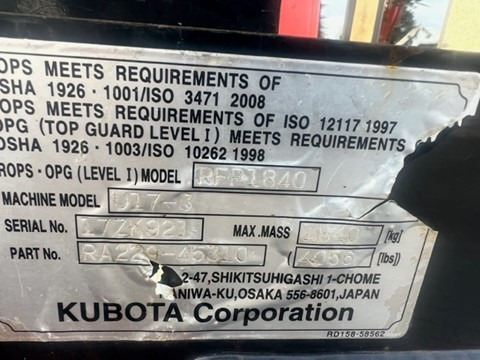 OPS MEETS REQUIREMENTS OF
OSHA 1926 · 1001/ISO 3471 2008
OPS MEETS REQUIREMENTS OF ISO 12117 1997
OPG (TOP GUARD LEVEL I) MEETS REQUIREMENTS
OSHA 1926 · 1003/ISO 10262 1998
ROPS · OPG (LEVEL I) MODEL RFP1840
MACHINE MODEL U17-3
SERIAL NO. MAX.MASS [kg]
PART NO. [lbs]
2-47, SHIKITSUHIGASHI 1-CHOME
NANIWA-KU, OSAKA 556-8601, JAPAN
KUBOTA Corporation
RD158-58562